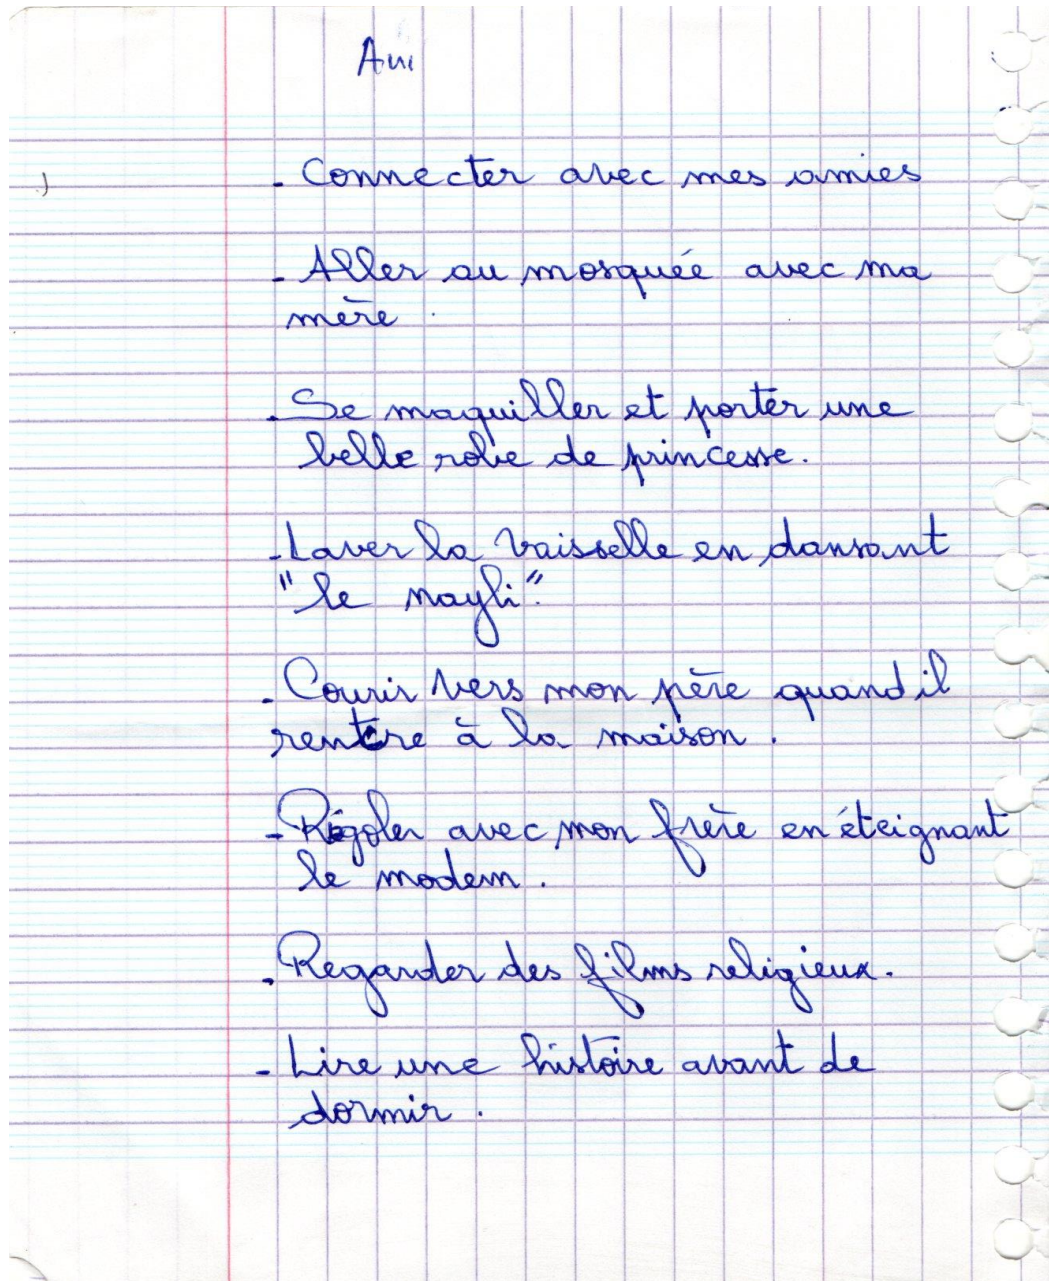 - Connecter avec mes amies
- Aller au mosquée avec ma
mère.
- Se maquiller et porter une
belle robe de princesse.
- Laver la vaisselle en dansant
"le nayli".
- Courir vers mon père quand il
rentre à la maison.
- Rigoler avec mon frère en éteignant
le modem.
- Regarder des films religieux.
- Lire une histoire avant de
dormir.